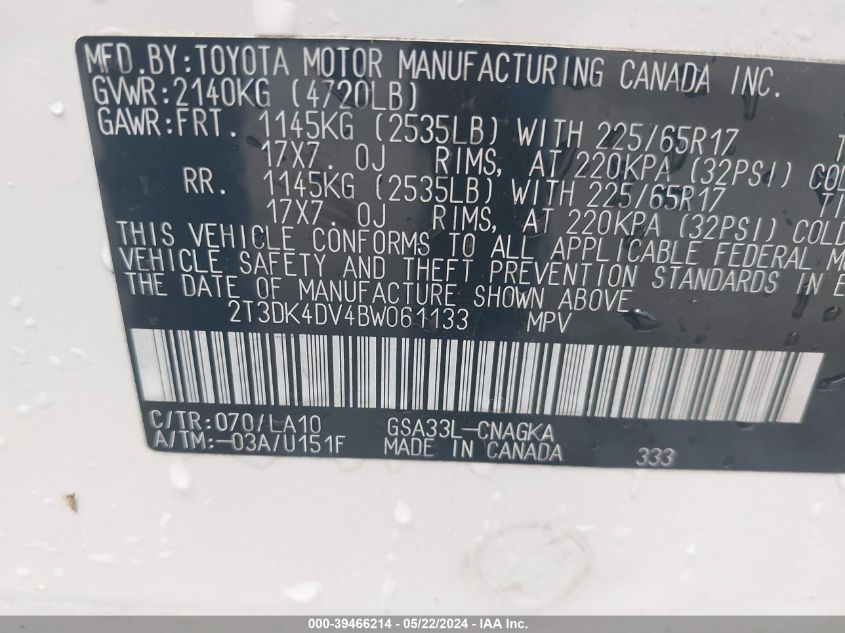 MFD BY:TOYOTA MOTOR MANUFACTURING CANADA INC.
GVWR:2140KG (4720LB)
GAWR:FRT. 1145KG (2535LB) WITH 225/65R17
17X7. 0J RIMS, AT 220KPA (32PSI) COL
RR. 1145KG (2535LB) WITH 225/65R17 TI
17X7 0J RIMS, AT 220KPA (32PSI) COLD
THIS VEHICLE CONFORMS TO ALL APPLICABLE FEDERAL M
VEHICLE SAFETY AND THEFT PREVENTION STANDARDS IN E
THE DATE OF MANUFACTURE SHOWN ABOVE
2T3DK4DV4BW061133 MPV
C/TR:070/LA10 GSA33L-CNAGKA
A/TM:-03A/U151F MADE IN CANADA 333
000-39466214 - 05/22/2024 - IAA Inc.